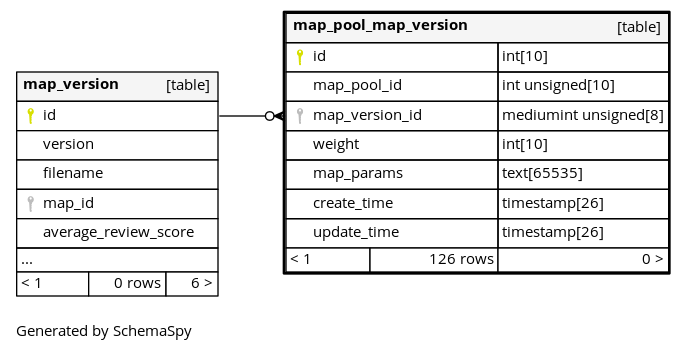 map_version [table]
id
version
filename
map_id
average_review_score
...
< 1 0 rows 6 >
map_pool_map_version [table]
id int[10]
map_pool_id int unsigned[10]
map_version_id mediumint unsigned[8]
weight int[10]
map_params text[65535]
create_time timestamp[26]
update_time timestamp[26]
< 1 126 rows 0 >
Generated by SchemaSpy